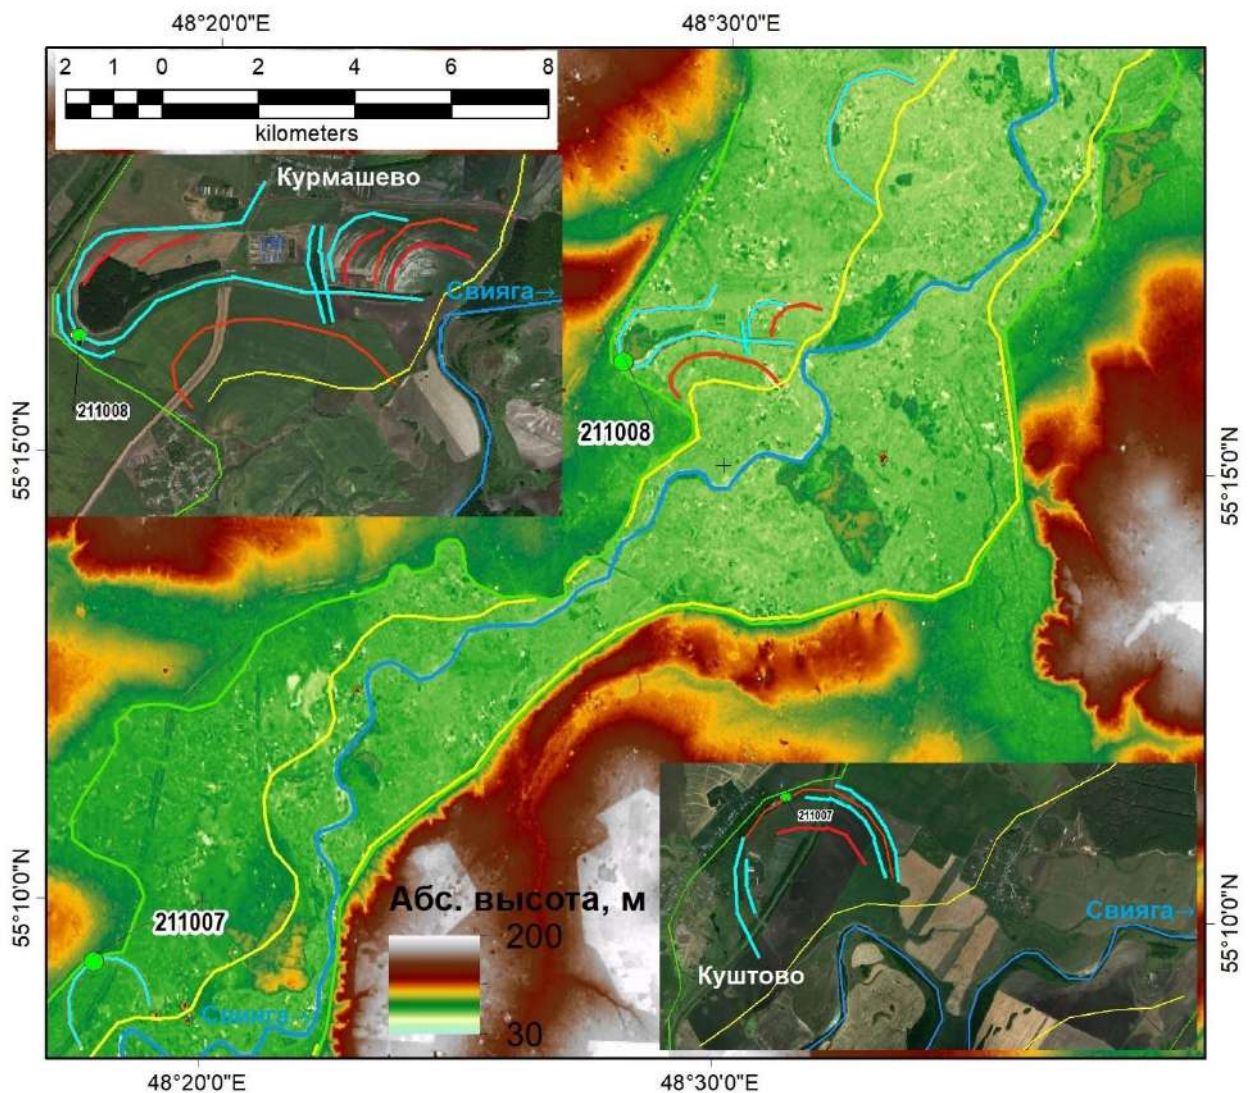 48°20'0"E
48°30'0"E
2 1 0 2 4 6 8
kilometers
Курмашево
Свияга→
211008
211008
55°15'0"N
55°15'0"N
211007
Куштово
Свияга→
Абс. высота, м
200
30
211007
Свияга→
55°10'0"N
55°10'0"N
48°20'0"E
48°30'0"E